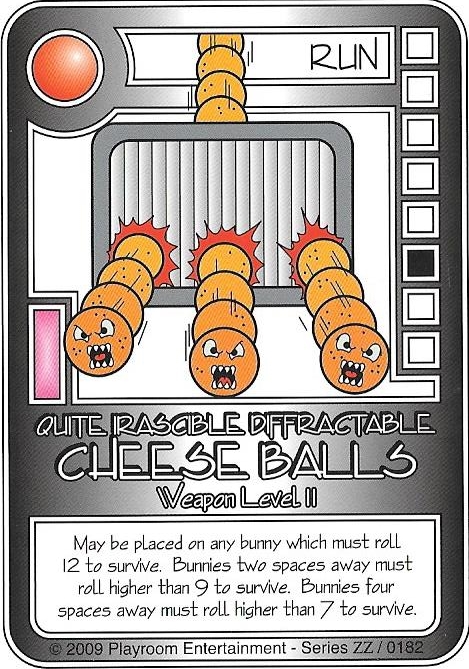 RUN
QUITE IRASCIBLE DIFFRACTABLE
CHEESE BALLS
Weapon Level 11
May be placed on any bunny which must roll
12 to survive. Bunnies two spaces away must
roll higher than 9 to survive. Bunnies four
spaces away must roll higher than 7 to survive.
© 2009 Playroom Entertainment - Series ZZ / 0182